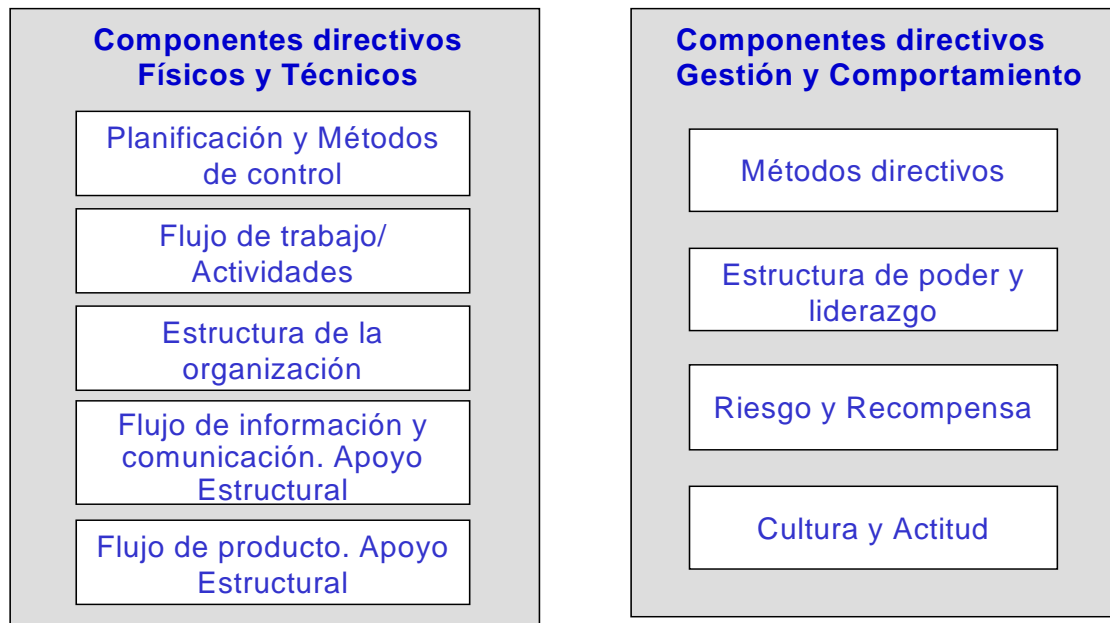 Componentes directivos
Físicos y Técnicos
Planificación y Métodos
de control
Flujo de trabajo/
Actividades
Estructura de la
organización
Flujo de información y
comunicación. Apoyo
Estructural
Flujo de producto. Apoyo
Estructural
Componentes directivos
Gestión y Comportamiento
Métodos directivos
Estructura de poder y
liderazgo
Riesgo y Recompensa
Cultura y Actitud